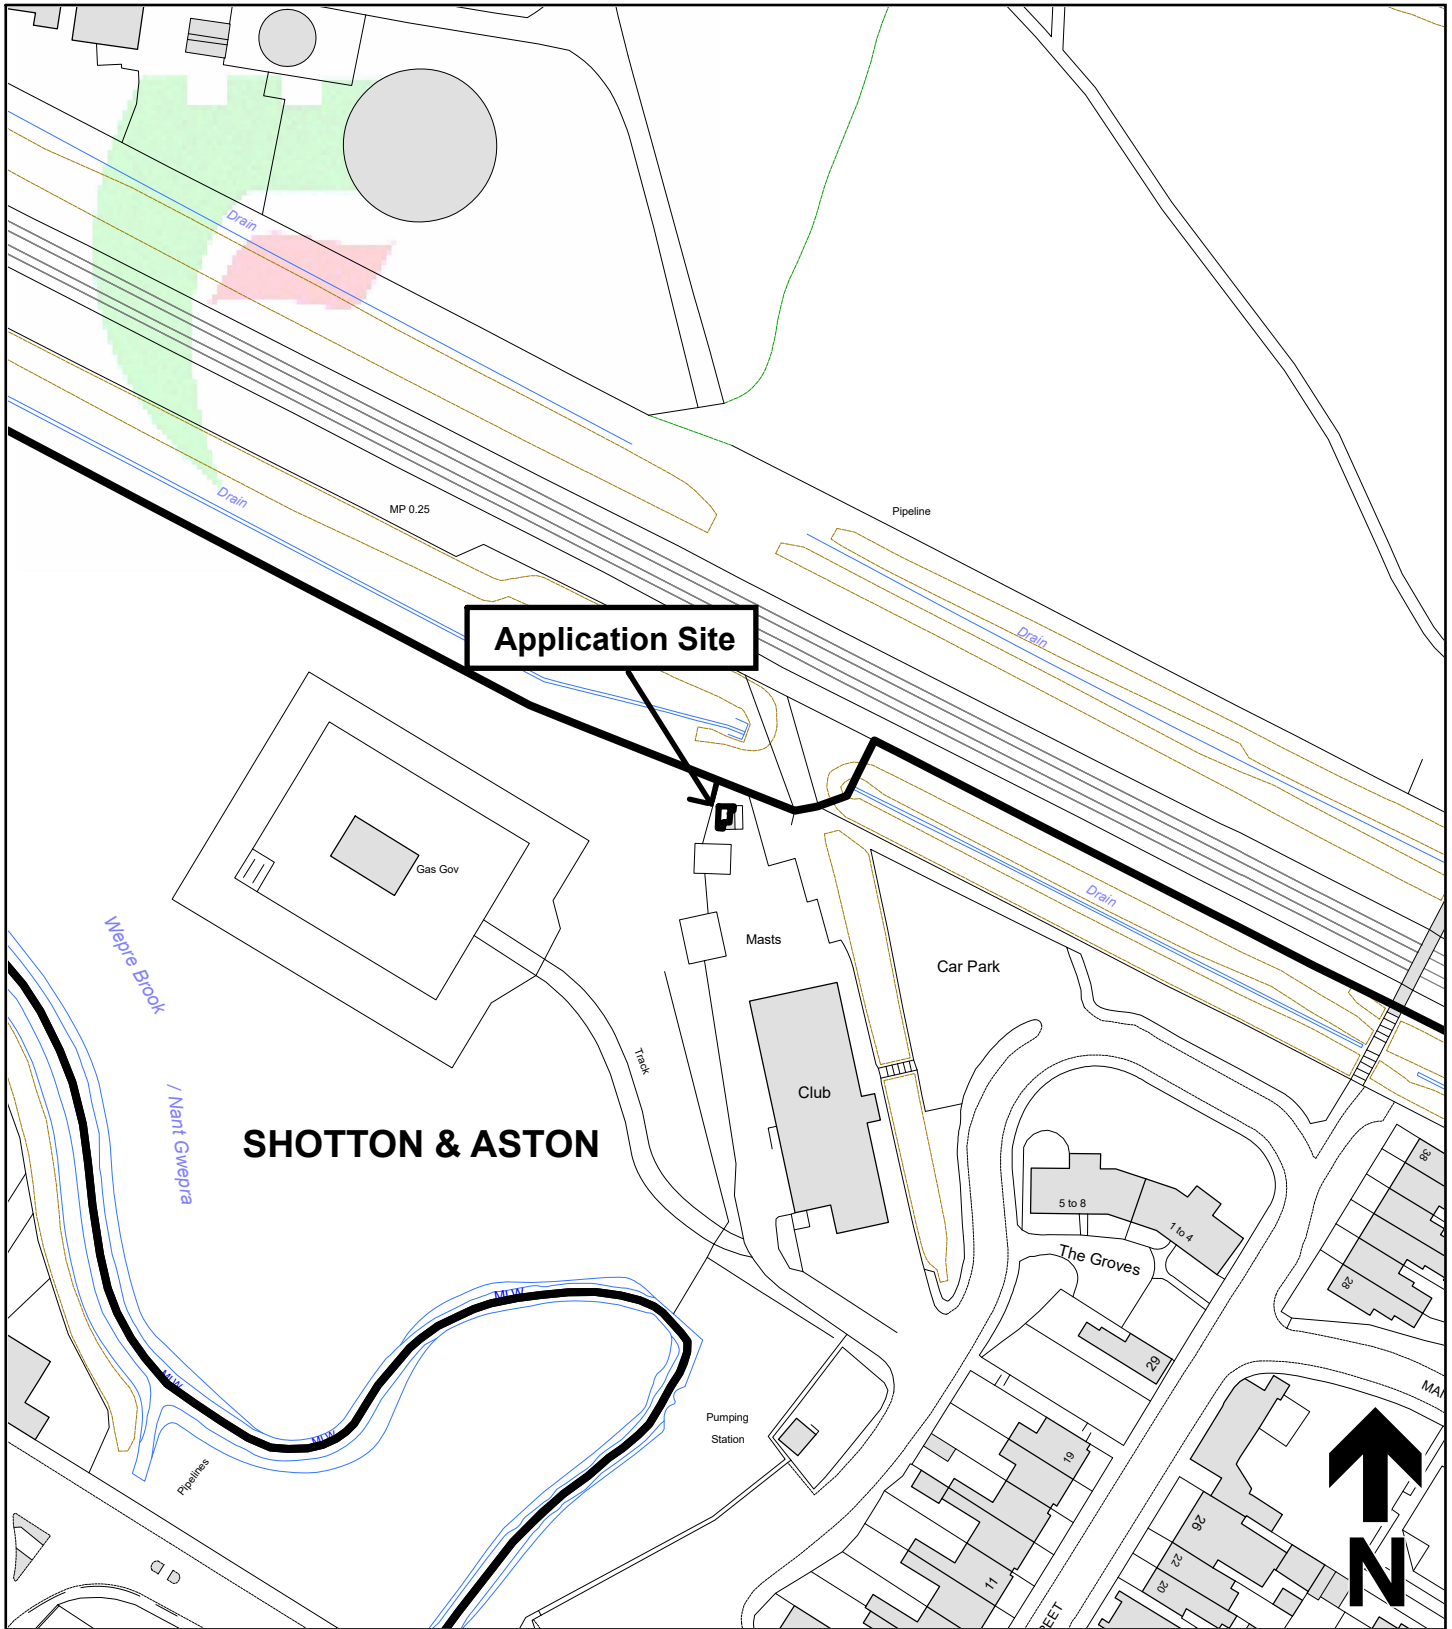 Drain
Drain
MP 0.25
Pipeline
Application Site
Drain
Gas Gov
Drain
Wepre Brook
/ Nant Gwepra
Masts
Car Park
Track
Club
SHOTTON & ASTON
38
5 to 8
1 to 4
The Groves
28
MLW
29
MLW
MLW
Pumping
Station
Pipelines
19
26
22
20
11
N